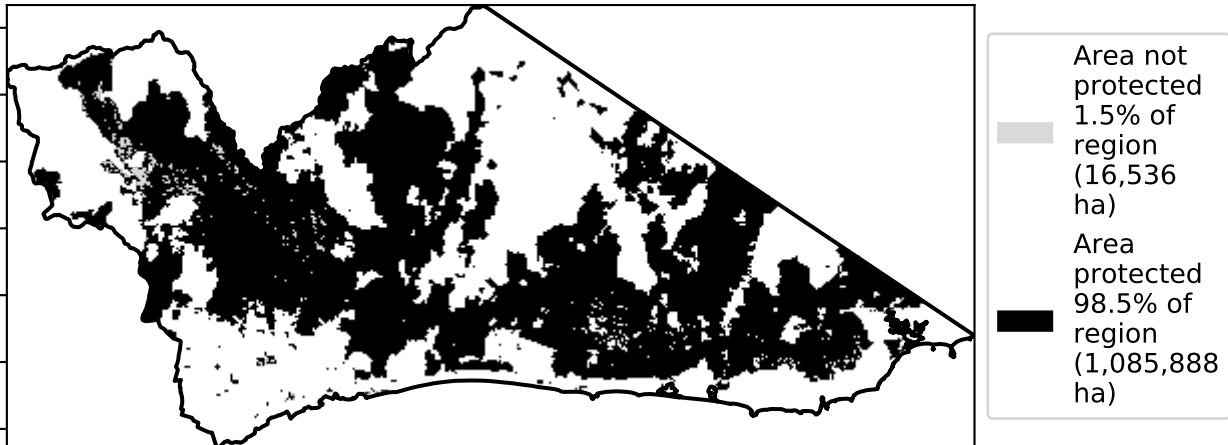 Area not
protected
1.5% of
region
(16,536
ha)
Area
protected
98.5% of
region
(1,085,888
ha)